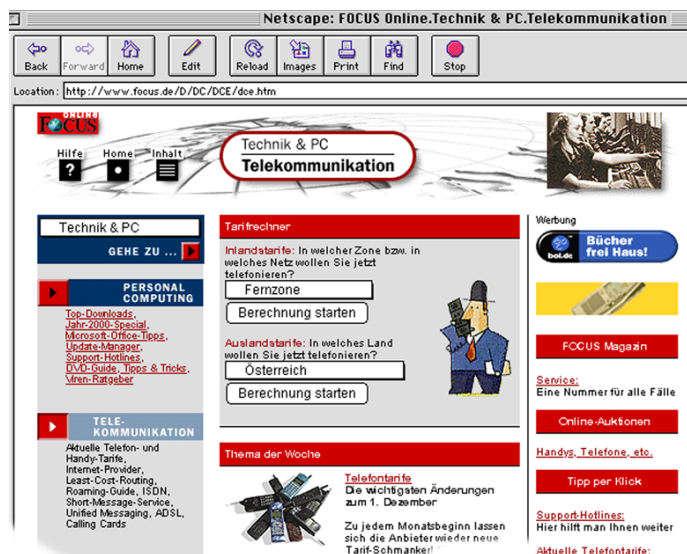 Netscape: FOCUS Online.Technik & PC.Telekommunikation
Back Forward Home Edit Reload Images Print Find Stop
Location: http://www.focus.de/D/DC/DCE/dce.htm
ONLINE
FOCUS
Hilfe Home Inhalt
?
Technik & PC
Telekommunikation
Technik & PC
GEHE ZU ...
PERSONAL
COMPUTING
Top-Downloads,
Jahr-2000-Special,
Microsoft-Office-Tipps,
Update-Manager,
Support-Hotlines,
DVD-Guide, Tipps & Tricks,
Viren-Ratgeber
TELE-
KOMMUNIKATION
Aktuelle Telefon- und
Handy-Tarife,
Internet-Provider,
Least-Cost-Routing,
Roaming-Guide, ISDN,
Short-Message-Service,
Unified Messaging, ADSL,
Calling Cards
Tarifrechner
Inlandstarife: In welcher Zone bzw. in
welches Netz wollen Sie jetzt
telefonieren?
Fernzone
Berechnung starten
Auslandstarife: In welches Land
wollen Sie jetzt telefonieren?
Österreich
Berechnung starten
Thema der Woche
Telefontarife
Die wichtigsten Änderungen
zum 1. Dezember
Zu jedem Monatsbeginn lassen
sich die Anbieter wieder neue
Tarif-Schmankerl
Werbung
bol.de
Bücher
frei Haus!
FOCUS Magazin
Service:
Eine Nummer für alle Fälle
Online-Auktionen
Handys, Telefone, etc.
Tipp per Klick
Support-Hotlines:
Hier hilft man Ihnen weiter
Aktuelle Telefontarife: